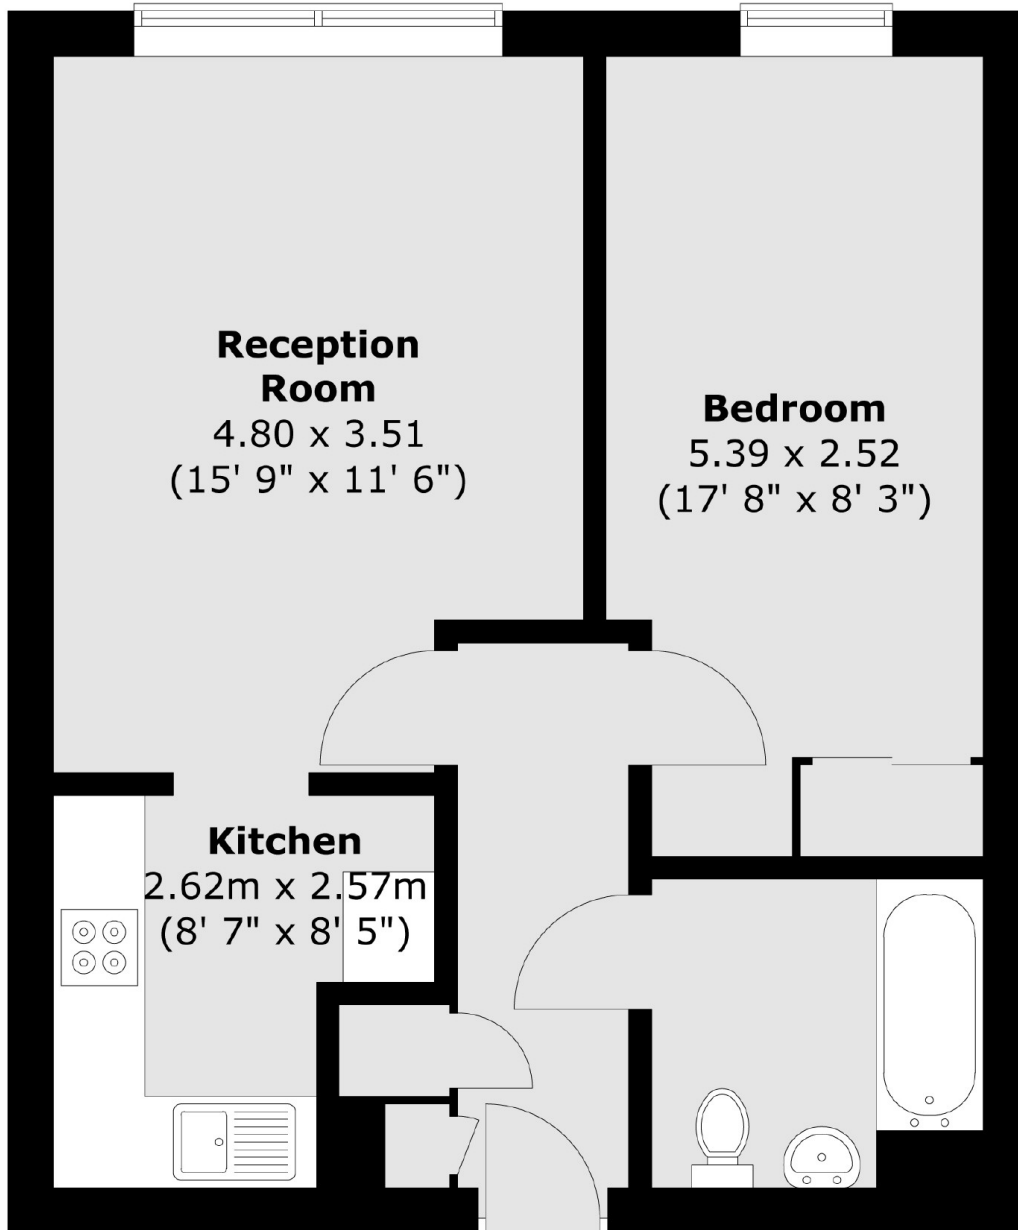 Reception
Room
4.80 x 3.51
(15' 9" x 11' 6")
Bedroom
5.39 x 2.52
(17' 8" x 8' 3")
Kitchen
2.62m x 2.57m
(8' 7" x 8' 5")